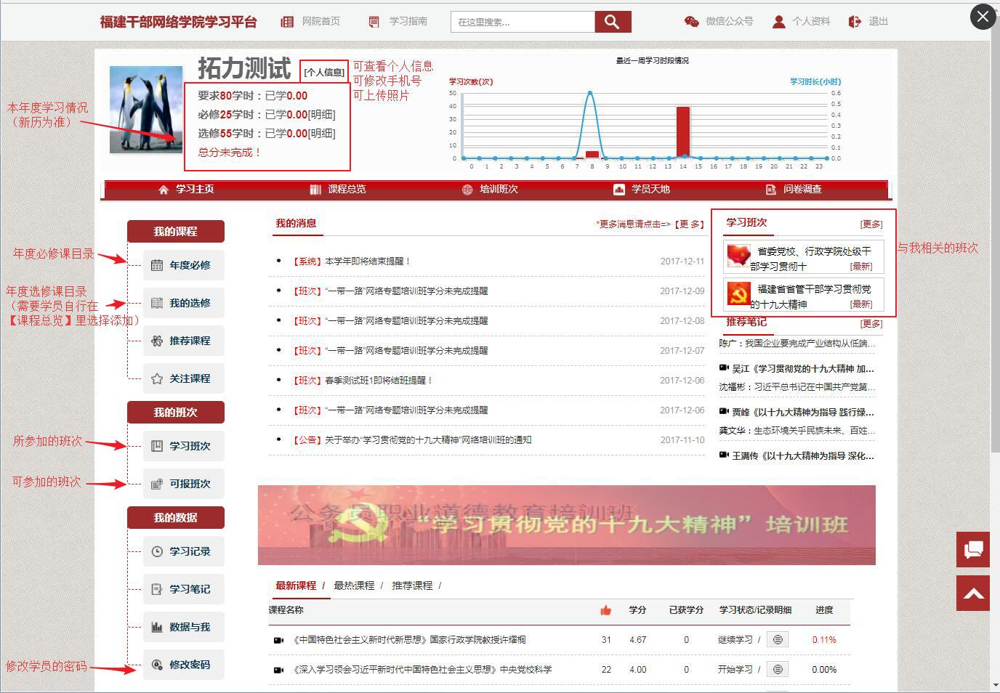 福建干部网络学院学习平台
网院首页
学习指南
在这里搜索...
微信公众号
个人资料
退出
拓力测试
[个人信息]
可查看个人信息
可修改手机号
可上传照片
要求80学时：已学0.00
必修25学时：已学0.00[明细]
选修55学时：已学0.00[明细]
总分未完成！
本年度学习情况
（新历为准）
最近一周学习时段情况
学习次数(次)
学习时长(小时)
50
40
30
20
10
0
0.6
0.5
0.4
0.3
0.2
0.1
0.0
0 1 2 3 4 5 6 7 8 9 10 11 12 13 14 15 16 17 18 19 20 21 22 23
学习主页
课程总览
培训班次
学员天地
问卷调查
我的课程
年度必修
我的选修
推荐课程
关注课程
我的班次
学习班次
可报班次
我的数据
学习记录
学习笔记
数据与我
修改密码
年度必修课目录
年度选修课目录
（需要学员自行在
【课程总览】里选择添加）
所参加的班次
可参加的班次
修改学员的密码
我的消息
*更多消息请点击=>【更 多】
【系统】本学年即将结束提醒！ 2017-12-11
【班次】“一带一路”网络专题培训班学分未完成提醒 2017-12-09
【班次】“一带一路”网络专题培训班学分未完成提醒 2017-12-08
【班次】“一带一路”网络专题培训班学分未完成提醒 2017-12-07
【班次】春季测试班1即将结班提醒！ 2017-12-06
【班次】“一带一路”网络专题培训班学分未完成提醒 2017-12-06
【公告】关于举办“学习贯彻党的十九大精神”网络培训班的通知 2017-11-10
学习班次
[更多]
省委党校、行政学院处级干
部学习贯彻十 [最新]
福建省省管干部学习贯彻党
的十九大精神 [最新]
与我相关的班次
推荐笔记
[更多]
陈广：我国企业要完成产业结构从低端...
吴江《学习贯彻党的十九大精神 加...
沈福彬：习近平总书记在中国共产党第...
贾峰《以十九大精神为指导 践行绿...
龚文华：生态环境关乎民族未来、百姓...
王满传《以十九大精神为指导 深化...
公务员职业道德教育培训班
“学习贯彻党的十九大精神” 培训班
最新课程 / 最热课程 / 推荐课程 /
课程名称 学分 已获学分 学习状态/记录明细 进度
《中国特色社会主义新时代新思想》国家行政学院教授许耀桐 31 4.67 0 继续学习 / 0.11%
《深入学习领会习近平新时代中国特色社会主义思想》中央党校科学 22 4.00 0 开始学习 / 0.00%